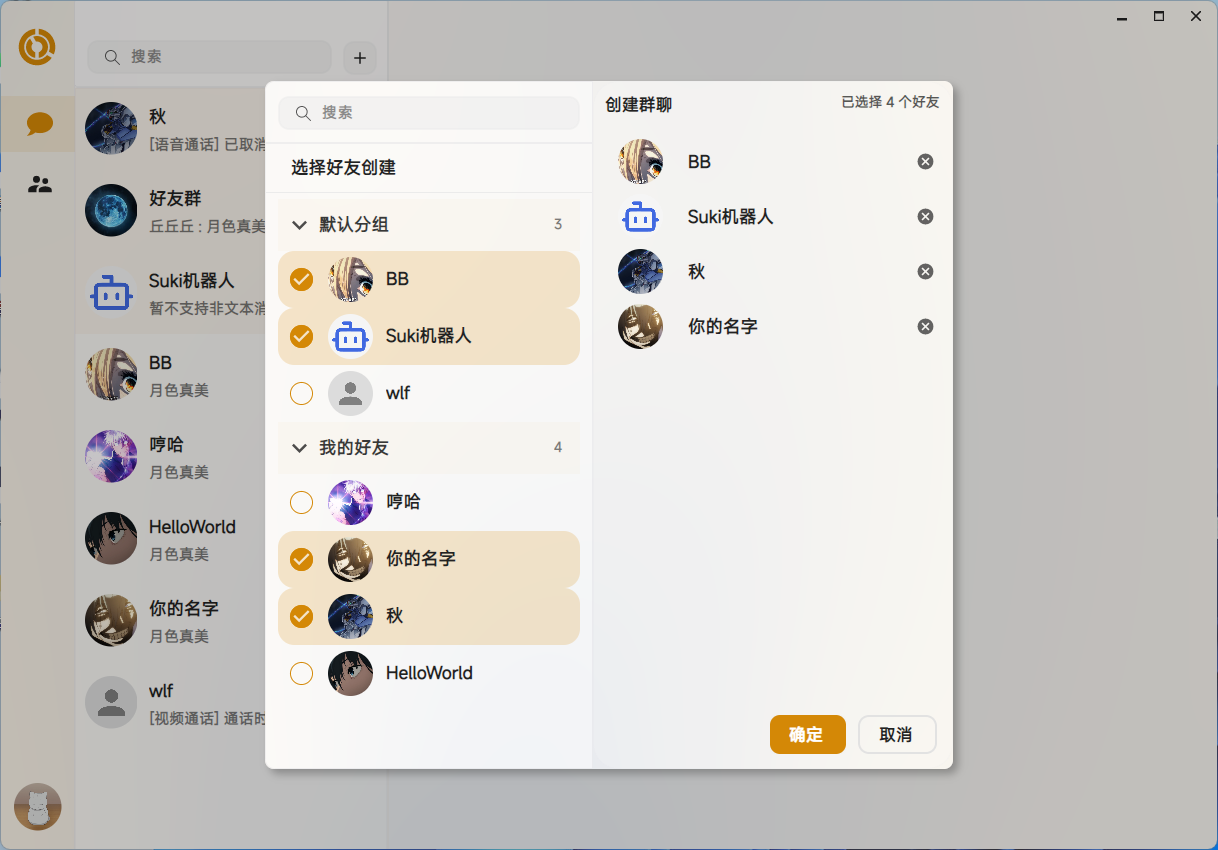 搜索
秋
[语音通话] 已取消
好友群
丘丘丘 : 月色真美
Suki机器人
暂不支持非文本消
BB
月色真美
哼哈
月色真美
HelloWorld
月色真美
你的名字
月色真美
wlf
[视频通话] 通话时
搜索
选择好友创建
默认分组 3
BB
Suki机器人
wlf
我的好友 4
哼哈
你的名字
秋
HelloWorld
创建群聊 已选择 4 个好友
BB
Suki机器人
秋
你的名字
确定 取消